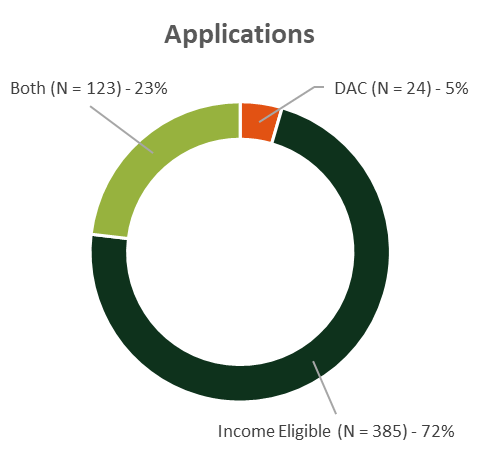 Applications
Both (N = 123) - 23%
DAC (N = 24) - 5%
Income Eligible (N = 385) - 72%